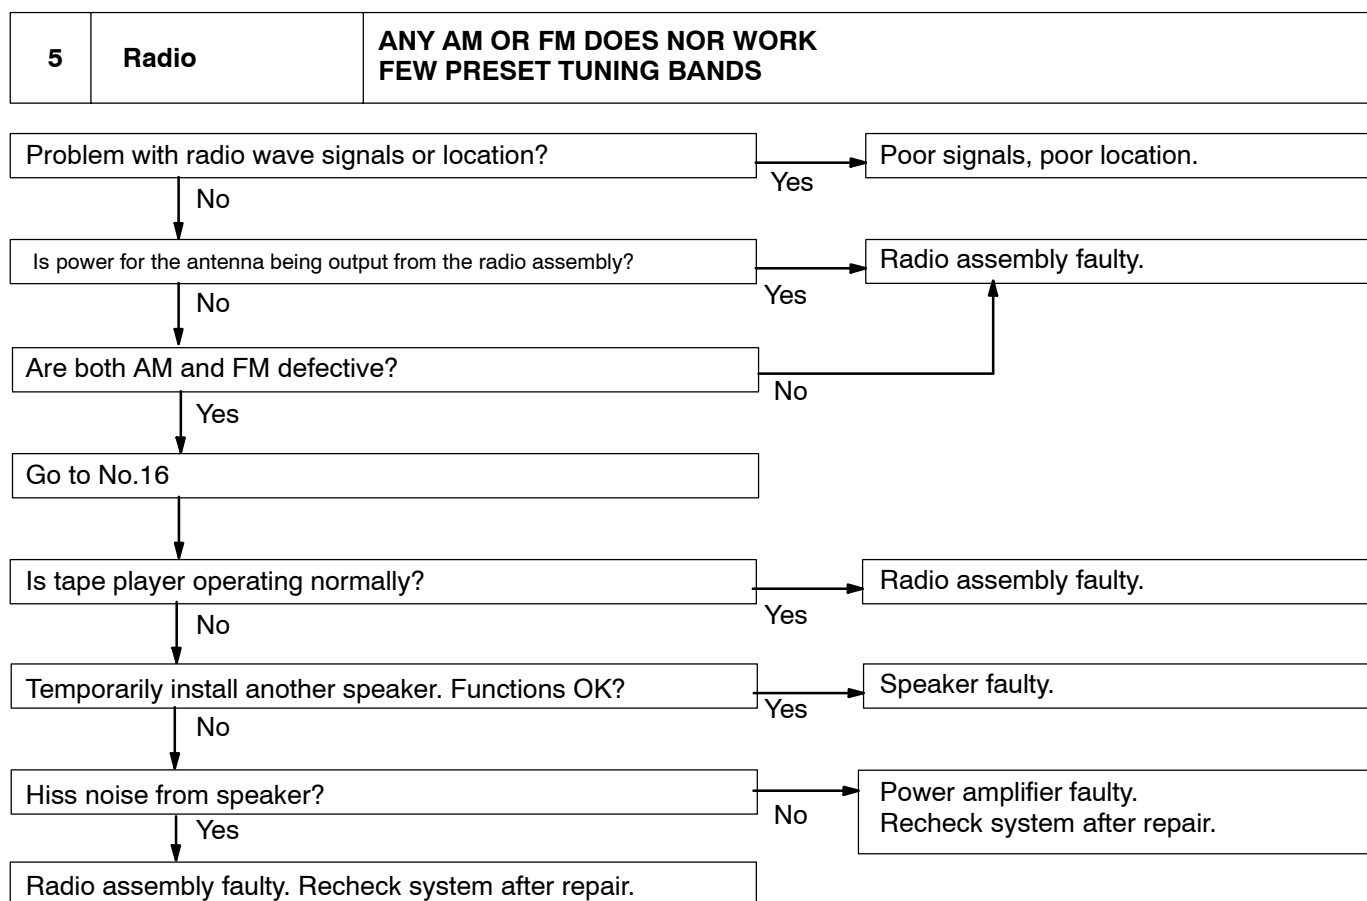 5
Radio
ANY AM OR FM DOES NOR WORK
FEW PRESET TUNING BANDS
Problem with radio wave signals or location?
Yes
Poor signals, poor location.
No
Is power for the antenna being output from the radio assembly?
Yes
Radio assembly faulty.
No
Are both AM and FM defective?
No
Yes
Go to No.16
Is tape player operating normally?
Yes
Radio assembly faulty.
No
Temporarily install another speaker. Functions OK?
Yes
Speaker faulty.
No
Hiss noise from speaker?
No
Power amplifier faulty.
Recheck system after repair.
Yes
Radio assembly faulty. Recheck system after repair.